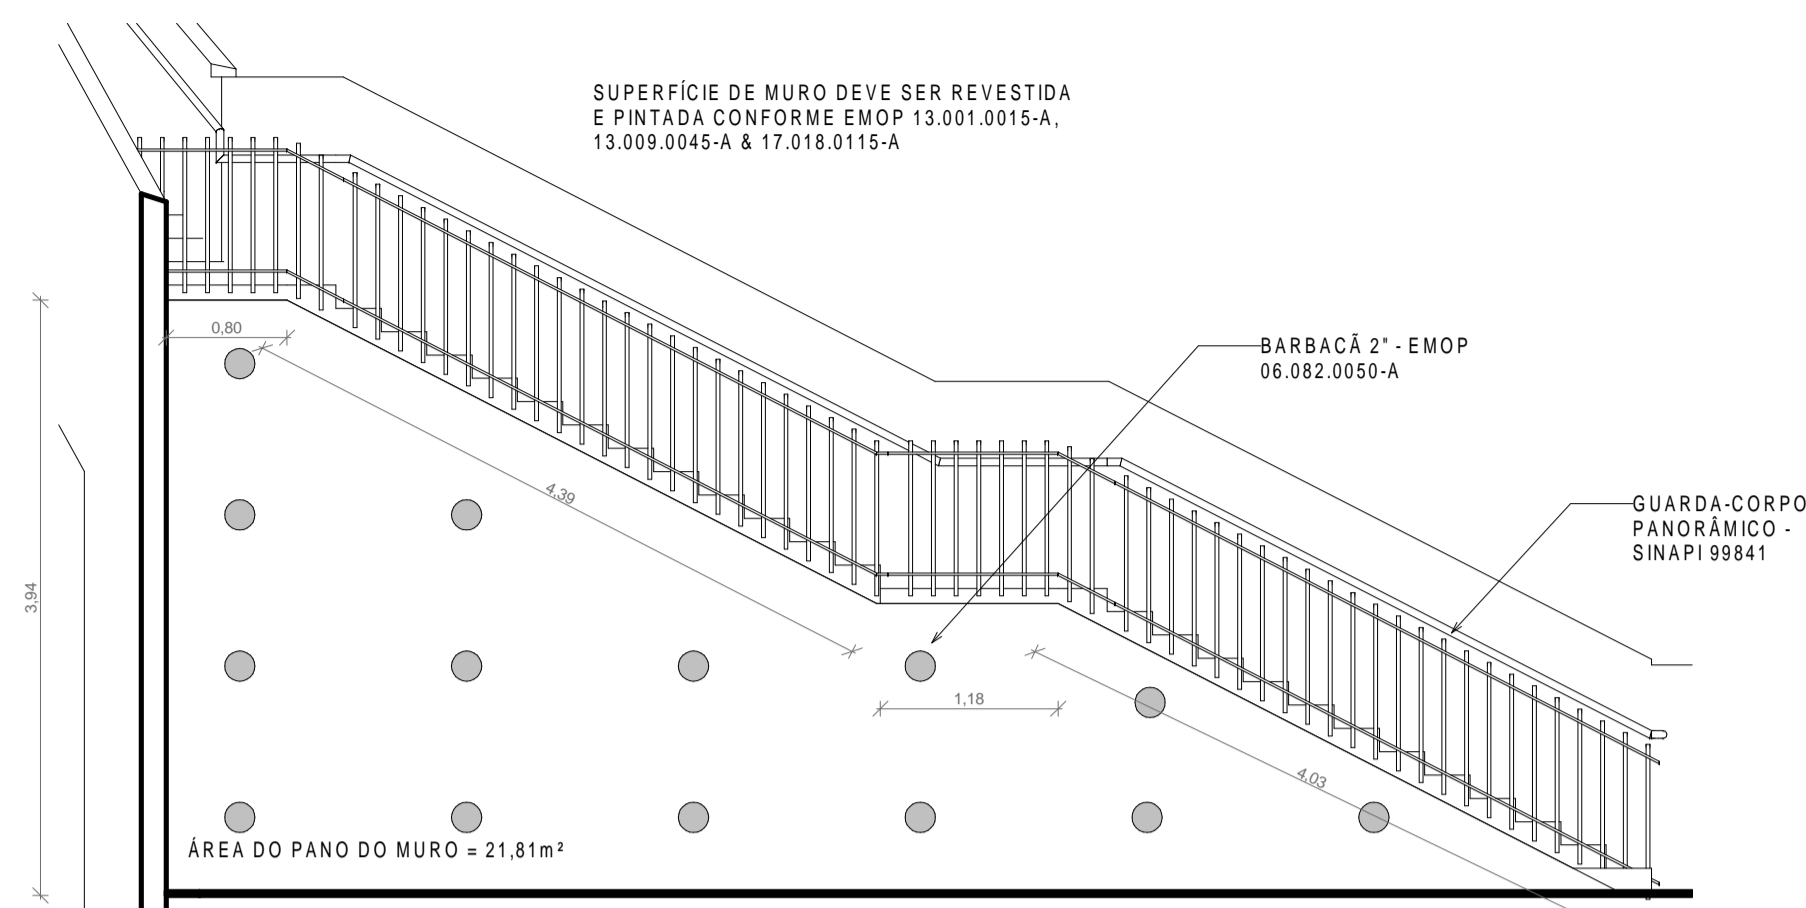 SUPERFÍCIE DE MURO DEVE SER REVESTIDA
E PINTADA CONFORME EMOP 13.001.0015-A,
13.009.0045-A & 17.018.0115-A
0,80
BARBACÃ 2" - EMOP
06.082.0050-A
4,39
GUARDA-CORPO
PANORÂMICO -
SINAPI 99841
3,94
1,18
4,03
ÁREA DO PANO DO MURO = 21,81m²